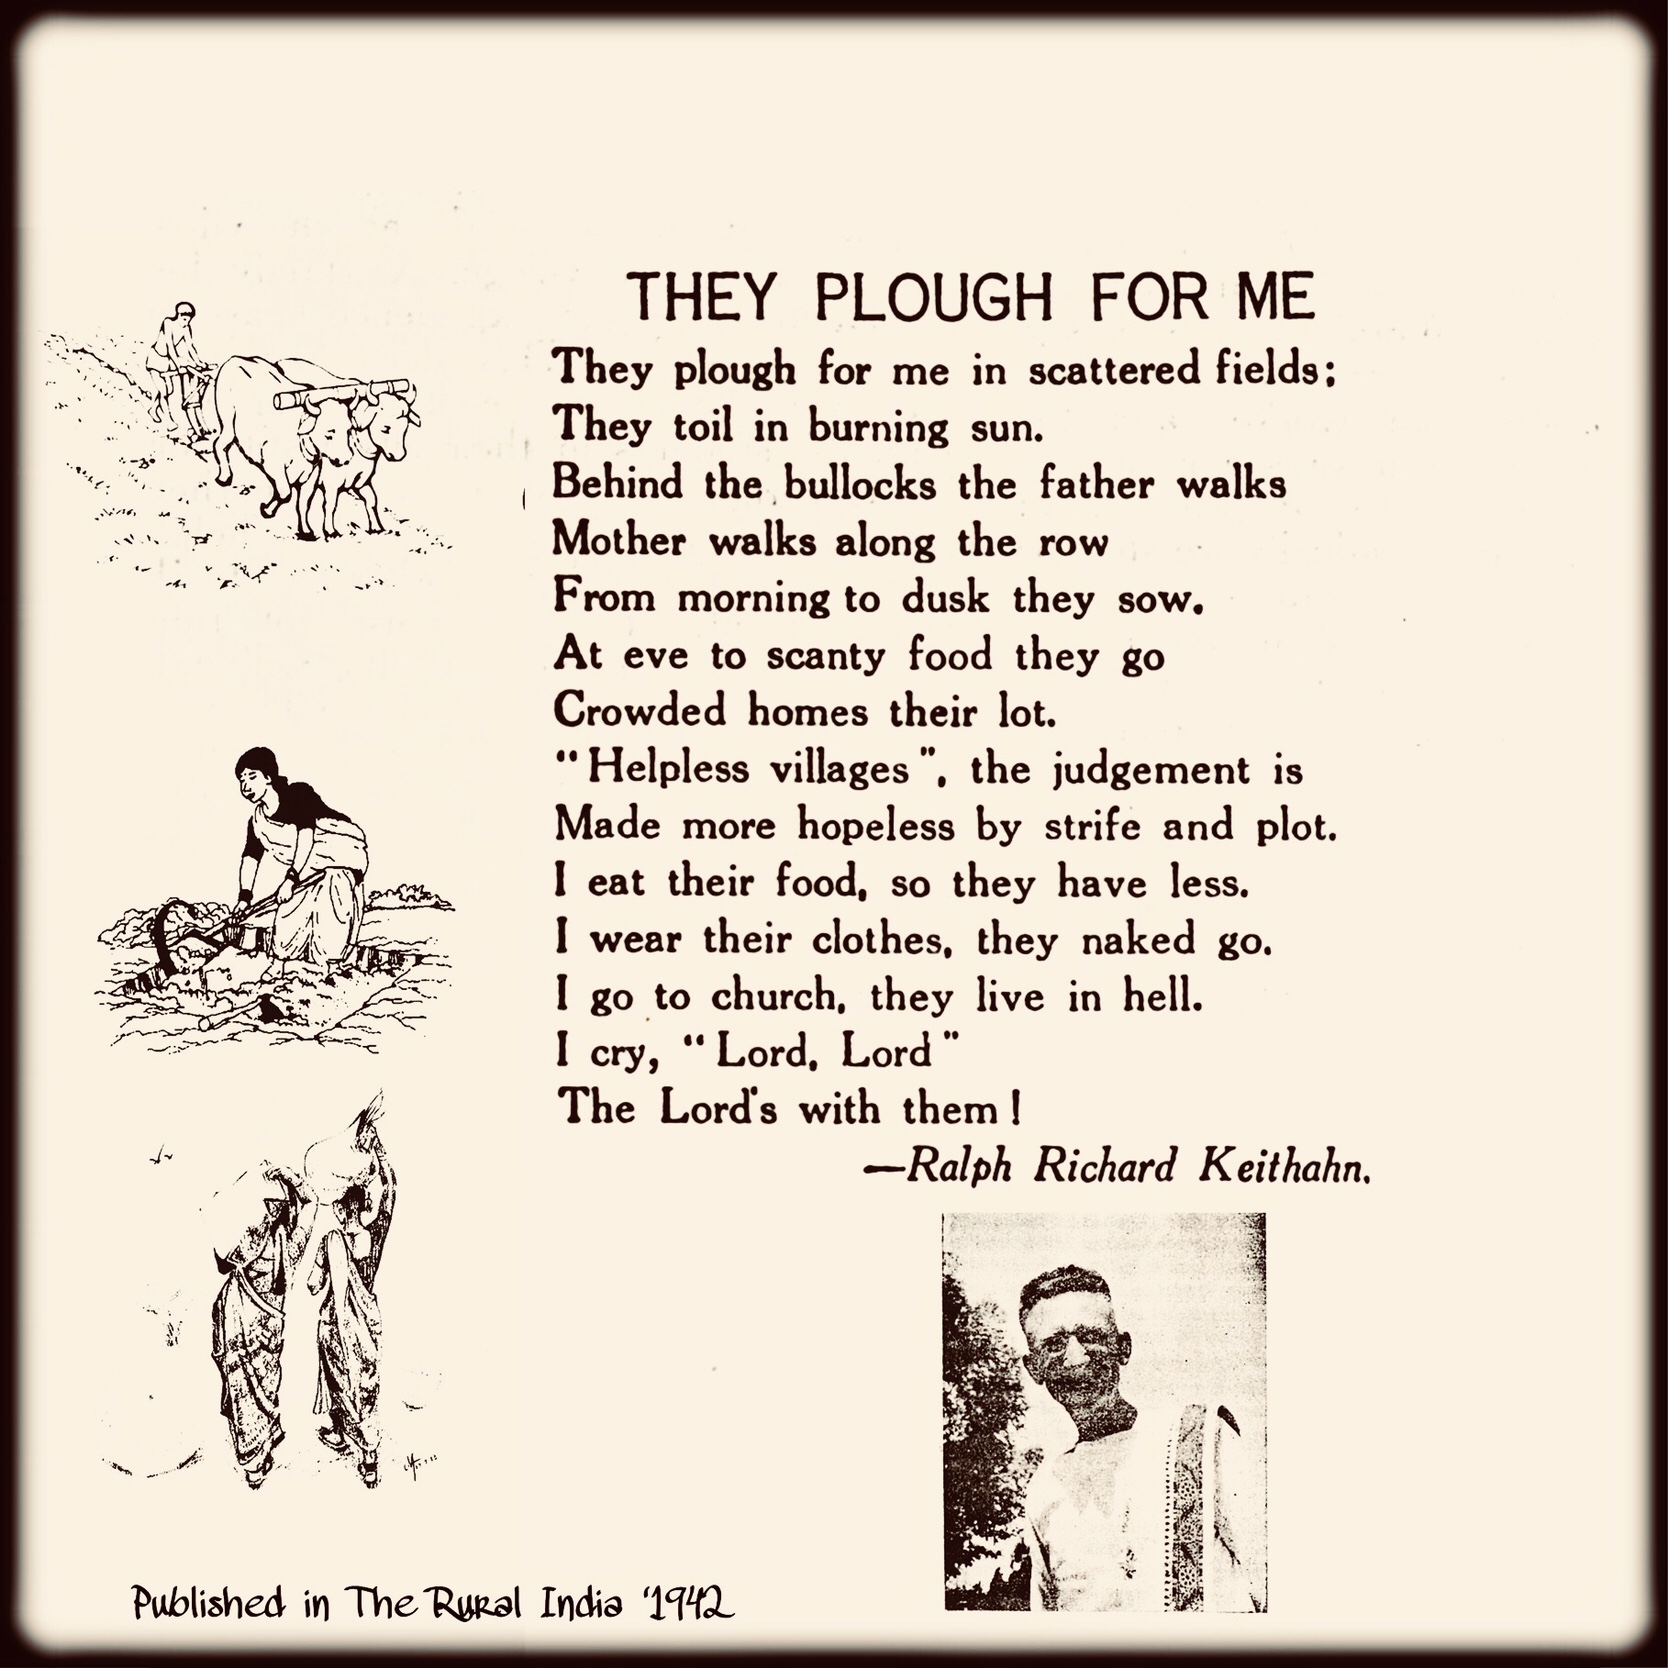 THEY PLOUGH FOR ME
They plough for me in scattered fields;
They toil in burning sun.
Behind the bullocks the father walks
Mother walks along the row
From morning to dusk they sow.
At eve to scanty food they go
Crowded homes their lot.
“Helpless villages”, the judgement is
Made more hopeless by strife and plot.
I eat their food, so they have less.
I wear their clothes, they naked go.
I go to church, they live in hell.
I cry, “Lord, Lord”
The Lord's with them!
—Ralph Richard Keithahn.
Published in The Rural India '1942